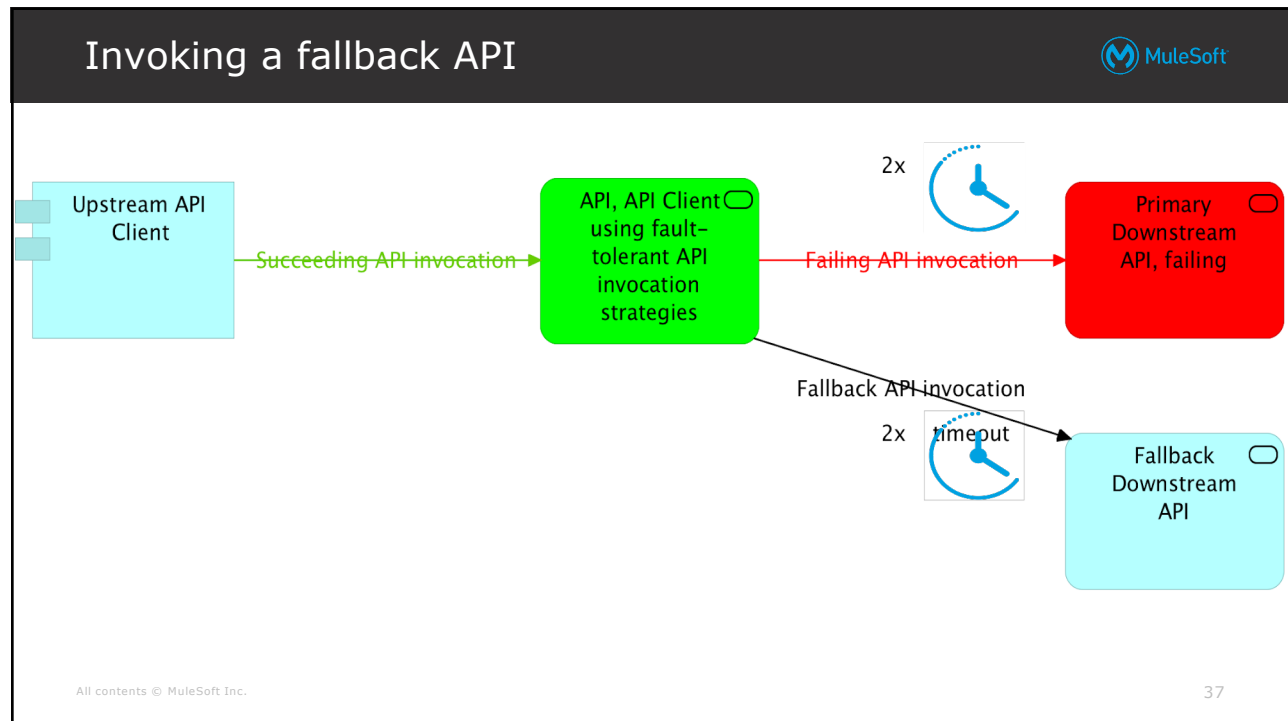 Invoking a fallback API
MuleSoft
Upstream API
Client
Succeeding API invocation
API, API Client
using fault-
tolerant API
invocation
strategies
2x
Failing API invocation
Primary
Downstream
API, failing
Fallback API invocation
2x timeout
Fallback
Downstream
API
All contents © MuleSoft Inc.
37